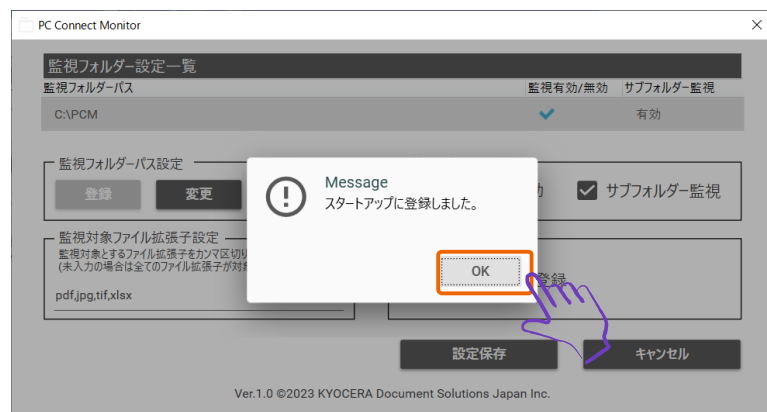 PC Connect Monitor
監視フォルダー設定一覧
監視フォルダーパス 監視有効/無効 サブフォルダー監視
C:\PCM 有効
監視フォルダーパス設定
登録 変更 サブフォルダー監視
Message
スタートアップに登録しました。
OK
監視対象ファイル拡張子設定
監視対象とするファイル拡張子をカンマ区切り
(未入力の場合は全てのファイル拡張子が対象
登録
pdf,jpg,tif,xlsx
設定保存 キャンセル
Ver.1.0 ©2023 KYOCERA Document Solutions Japan Inc.